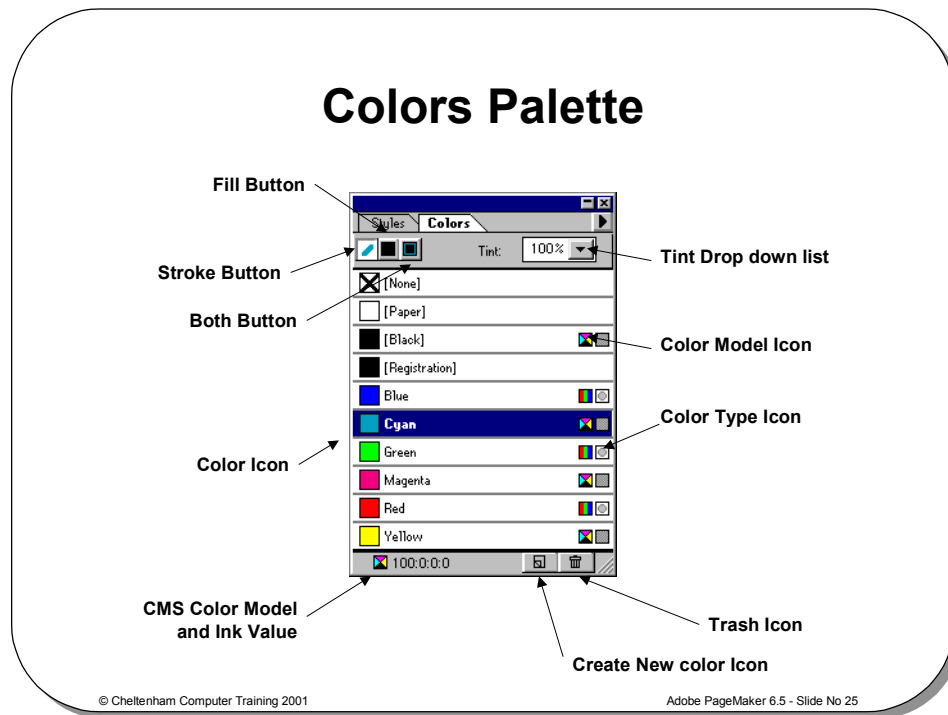 Colors Palette
Fill Button
Styles Colors
Stroke Button
Tint: 100%
Tint Drop down list
[None]
Both Button
[Paper]
[Black]
Color Model Icon
[Registration]
Blue
Cyan
Color Type Icon
Color Icon
Green
Magenta
Red
Yellow
100:0:0:0
CMS Color Model
and Ink Value
Trash Icon
Create New color Icon
© Cheltenham Computer Training 2001
Adobe PageMaker 6.5 - Slide No 25